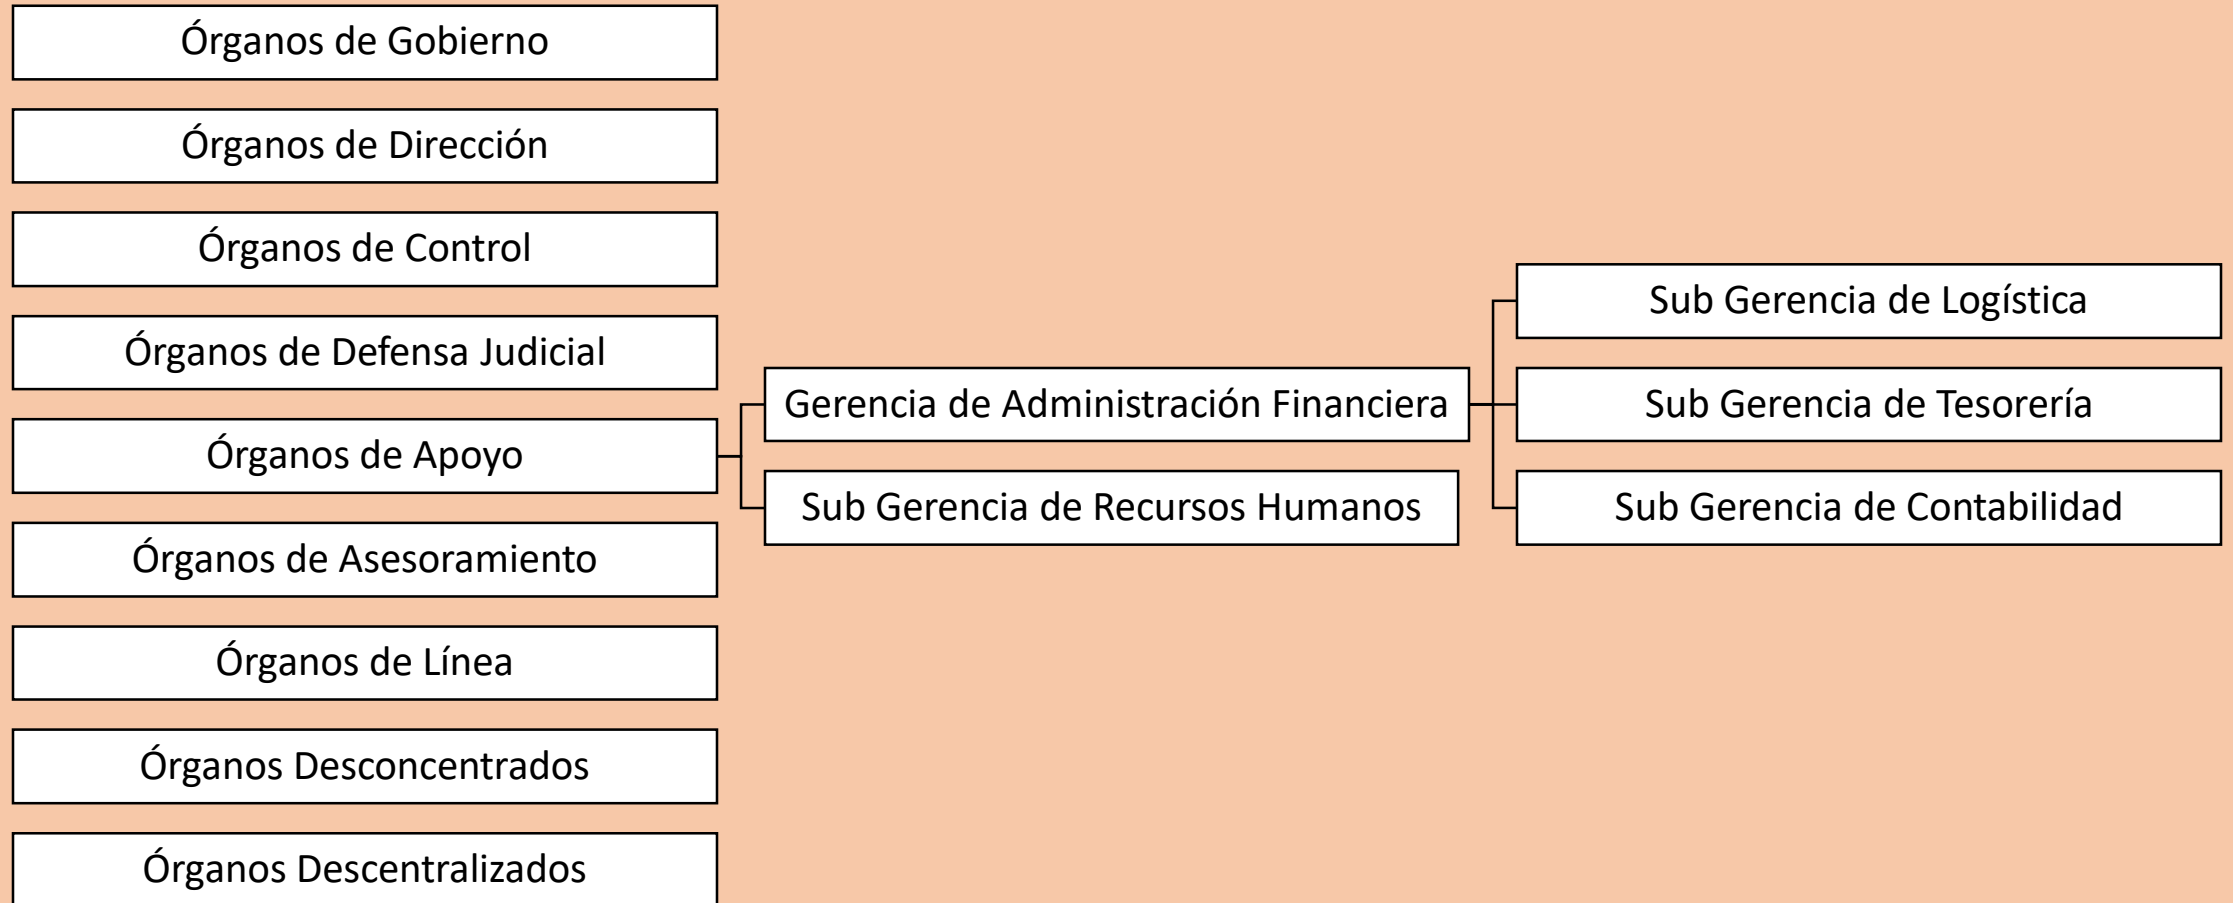 Órganos de Gobierno
Órganos de Dirección
Órganos de Control
Órganos de Defensa Judicial
Órganos de Apoyo
Órganos de Asesoramiento
Órganos de Línea
Órganos Desconcentrados
Órganos Descentralizados
Gerencia de Administración Financiera
Sub Gerencia de Recursos Humanos
Sub Gerencia de Logística
Sub Gerencia de Tesorería
Sub Gerencia de Contabilidad